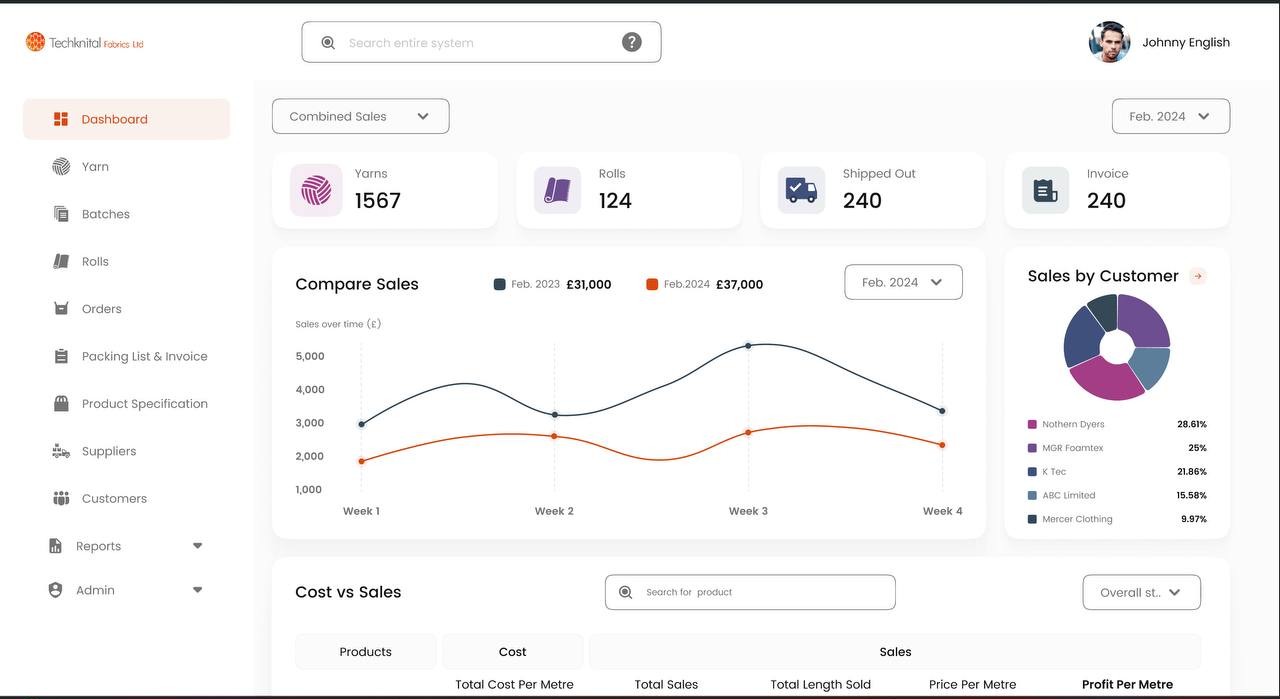 Techknital Fabrics Ltd
Search entire system
?
Johnny English
Dashboard
Yarn
Batches
Rolls
Orders
Packing List & Invoice
Product Specification
Suppliers
Customers
Reports
Admin
Combined Sales
Feb. 2024
Yarns
1567
Rolls
124
Shipped Out
240
Invoice
240
Compare Sales
Feb. 2023 £31,000
Feb.2024 £37,000
Feb. 2024
Sales over time (£)
5,000
4,000
3,000
2,000
1,000
Week 1
Week 2
Week 3
Week 4
Sales by Customer
Nothern Dyers 28.61%
MGR Foamtex 25%
K Tec 21.86%
ABC Limited 15.58%
Mercer Clothing 9.97%
Cost vs Sales
Search for product
Overall st..
Products
Cost
Sales
Total Cost Per Metre
Total Sales
Total Length Sold
Price Per Metre
Profit Per Metre